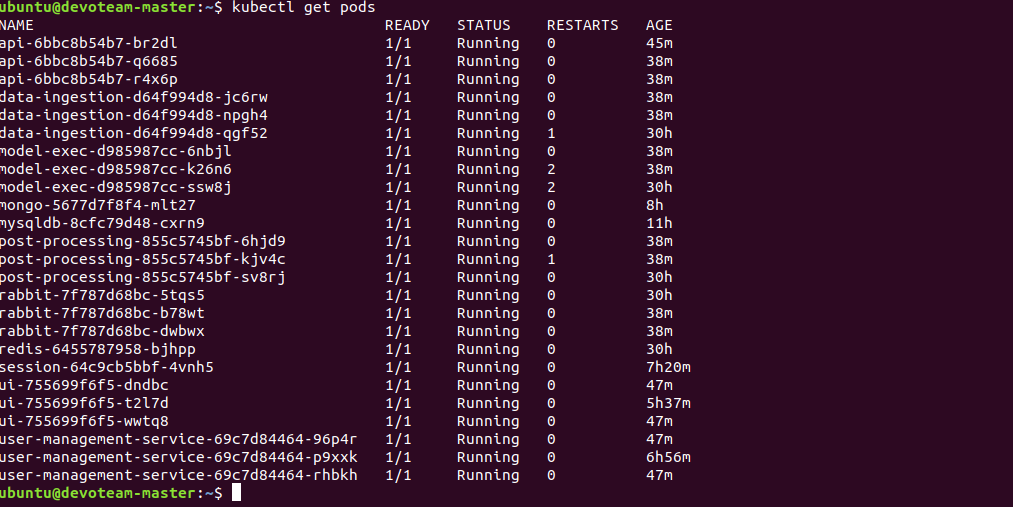 ubuntu@devoteam-master:~$ kubectl get pods
NAME READY STATUS RESTARTS AGE
api-6bbc8b54b7-br2dl 1/1 Running 0 45m
api-6bbc8b54b7-q6685 1/1 Running 0 38m
api-6bbc8b54b7-r4x6p 1/1 Running 0 38m
data-ingestion-d64f994d8-jc6rw 1/1 Running 0 38m
data-ingestion-d64f994d8-npgh4 1/1 Running 0 38m
data-ingestion-d64f994d8-qgf52 1/1 Running 1 30h
model-exec-d985987cc-6nbjl 1/1 Running 0 38m
model-exec-d985987cc-k26n6 1/1 Running 2 38m
model-exec-d985987cc-ssw8j 1/1 Running 2 30h
mongo-5677d7f8f4-mlt27 1/1 Running 0 8h
mysqldb-8cfc79d48-cxrn9 1/1 Running 0 11h
post-processing-855c5745bf-6hjd9 1/1 Running 0 38m
post-processing-855c5745bf-kjv4c 1/1 Running 1 38m
post-processing-855c5745bf-sv8rj 1/1 Running 0 30h
rabbit-7f787d68bc-5tqs5 1/1 Running 0 30h
rabbit-7f787d68bc-b78wt 1/1 Running 0 38m
rabbit-7f787d68bc-dwbwx 1/1 Running 0 38m
redis-6455787958-bjhpp 1/1 Running 0 30h
session-64c9cb5bbf-4vnh5 1/1 Running 0 7h20m
ui-755699f6f5-dndbc 1/1 Running 0 47m
ui-755699f6f5-t2l7d 1/1 Running 0 5h37m
ui-755699f6f5-wwtq8 1/1 Running 0 47m
user-management-service-69c7d84464-96p4r 1/1 Running 0 47m
user-management-service-69c7d84464-p9xxk 1/1 Running 0 6h56m
user-management-service-69c7d84464-rhbkh 1/1 Running 0 47m
ubuntu@devoteam-master:~$